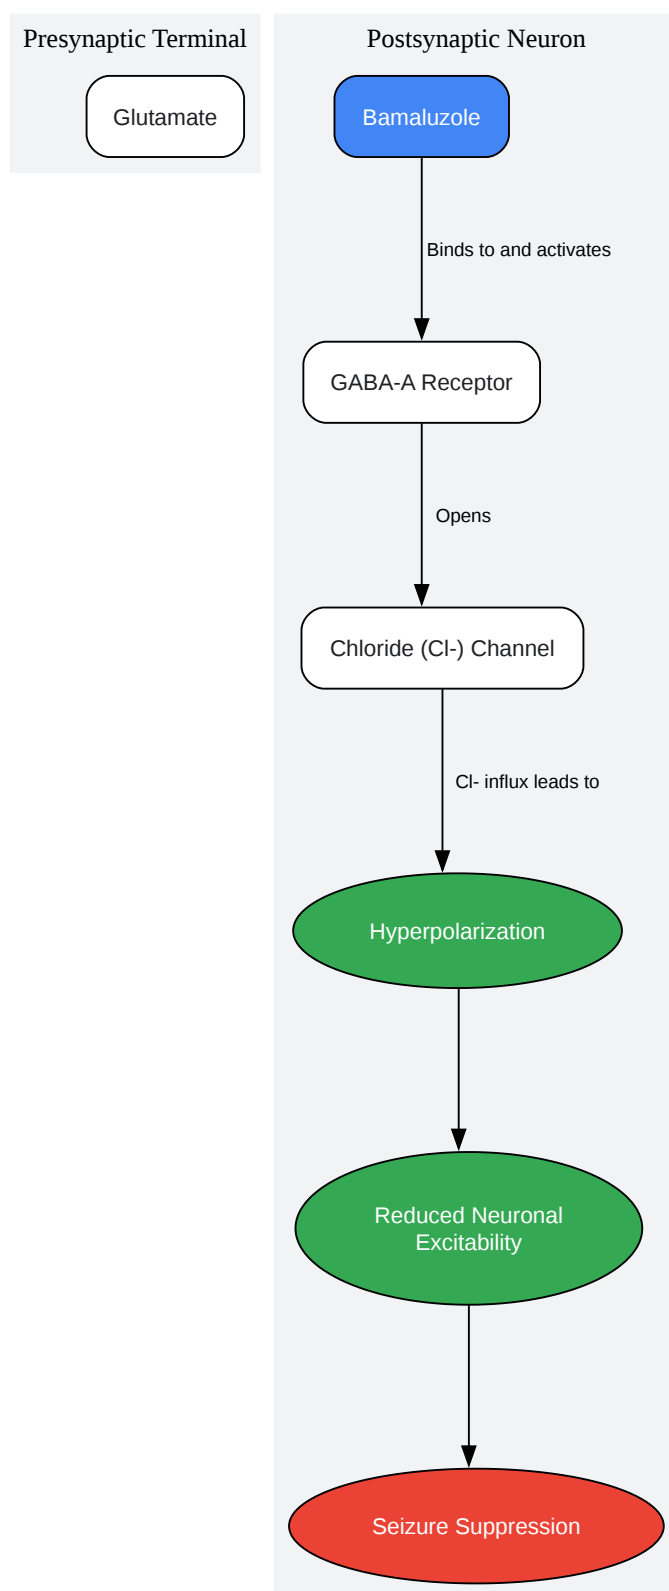 Presynaptic Terminal
Glutamate
Postsynaptic Neuron
Bamaluzole
Binds to and activates
GABA-A Receptor
Opens
Chloride (Cl-) Channel
Cl- influx leads to
Hyperpolarization
Reduced Neuronal
Excitability
Seizure Suppression